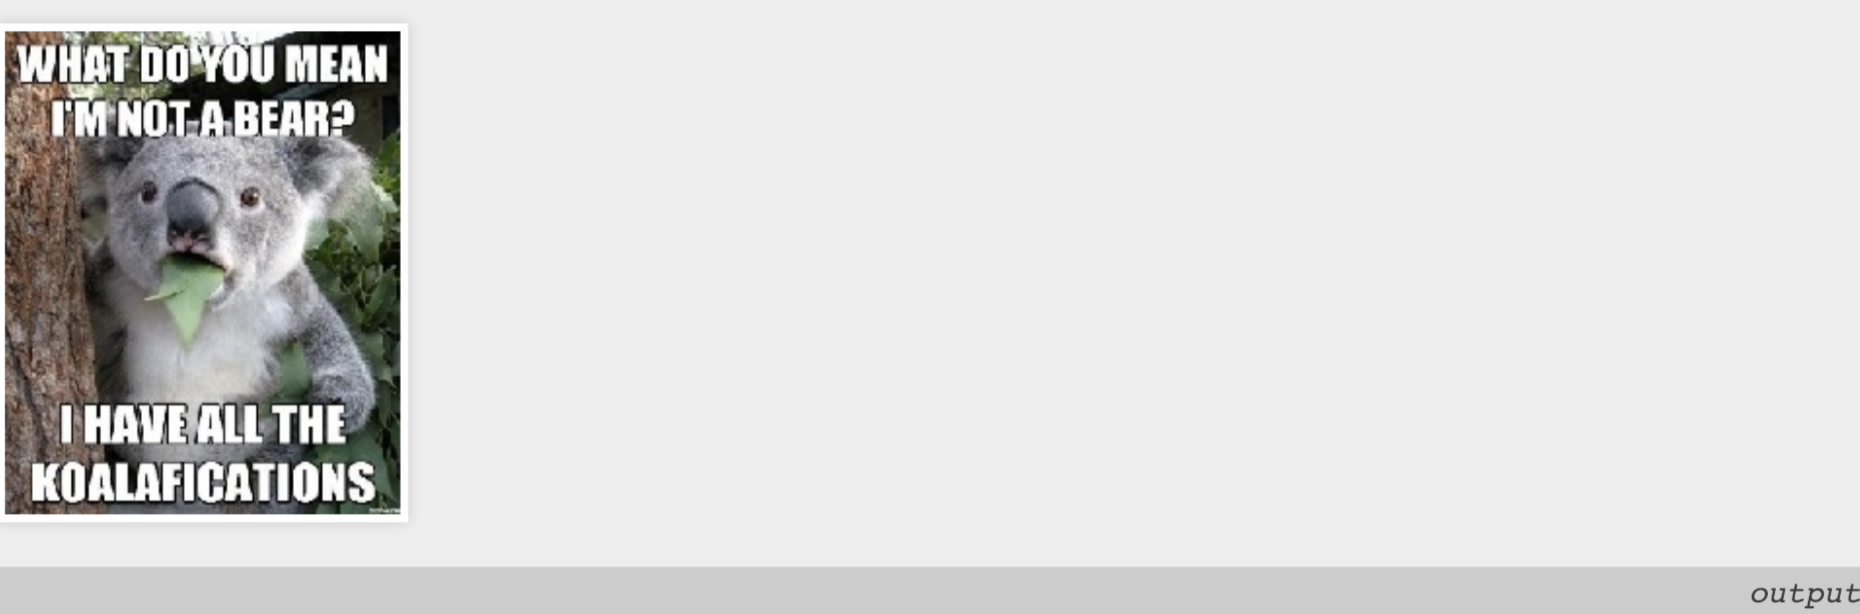 WHAT DO YOU MEAN
I'M NOT A BEAR?
I HAVE ALL THE
KOALAFICATIONS
output